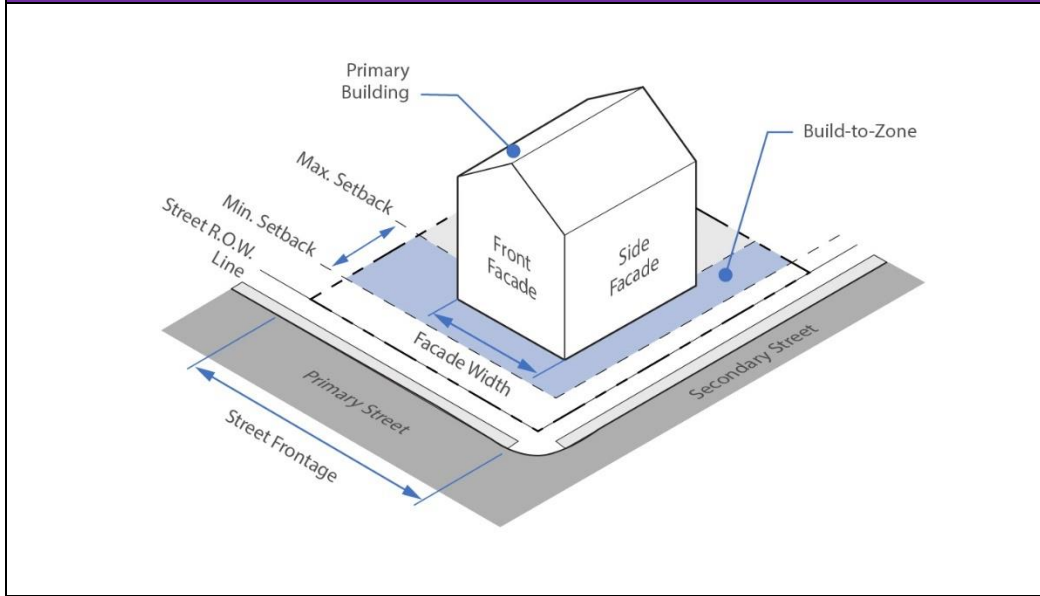 Primary
Building
Build-to-Zone
Max. Setback
Min. Setback
Street R.O.W.
Line
Front
Facade
Side
Facade
Facade Width
Primary Street
Secondary Street
Street Frontage